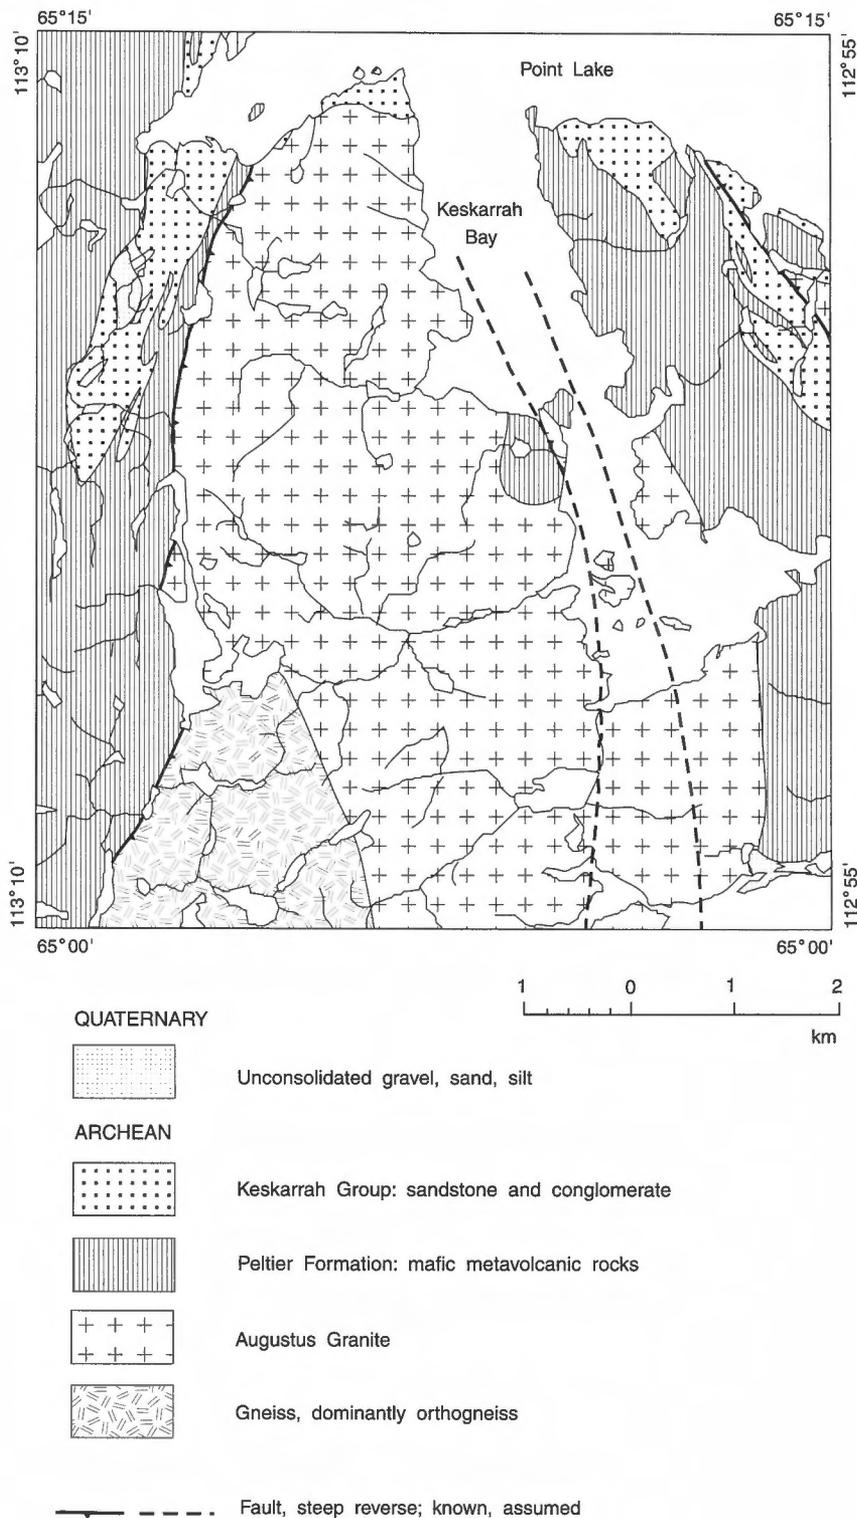 65°15'
65°15'
113°10'
112°55'
Point Lake
Keskarrah
Bay
113°10'
112°55'
65°00'
65°00'
1 0 1 2
km
QUATERNARY
Unconsolidated gravel, sand, silt
ARCHEAN
Keskarrah Group: sandstone and conglomerate
Peltier Formation: mafic metavolcanic rocks
Augustus Granite
Gneiss, dominantly orthogneiss
Fault, steep reverse; known, assumed